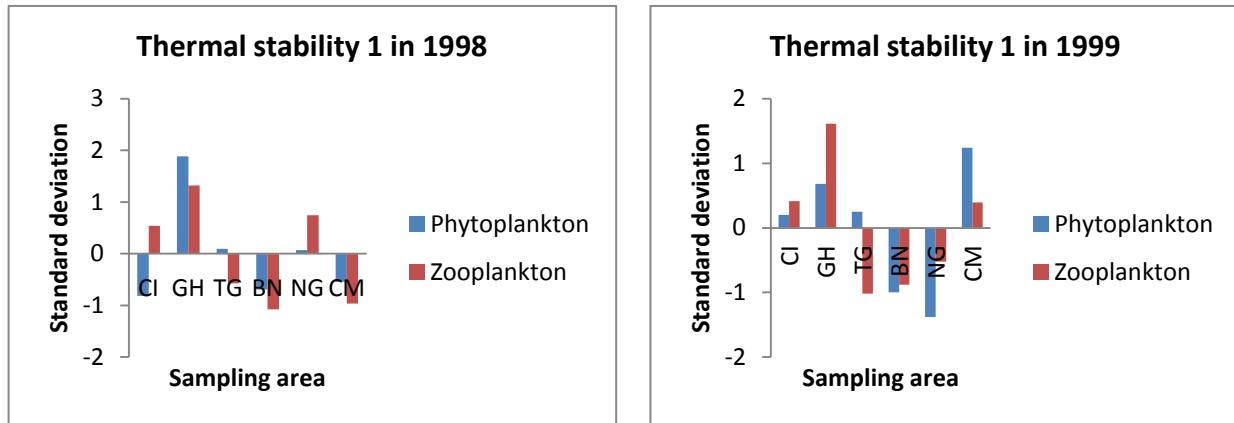 Thermal stability 1 in 1998
3
2
1
0
-1
-2
Standard deviation
CI GH TG BN NG CM
Sampling area
Phytoplankton
Zooplankton
Thermal stability 1 in 1999
2
1
0
-1
-2
Standard deviation
CI GH TG BN NG CM
Sampling area
Phytoplankton
Zooplankton